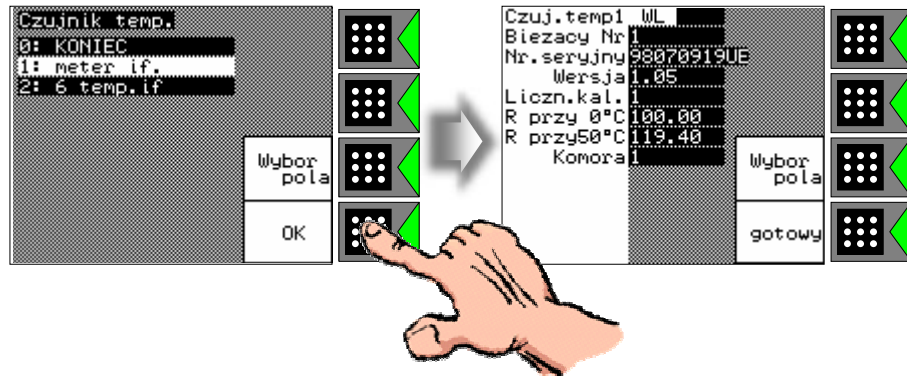 Czujnik temp.
0: KONIEC
1: meter if.
2: 6 temp.if
Wybor
pola
OK
Czuj.temp1 WL
Biezacy Nr 1
Nr.seryjny 98070919UB
Wersja 1.05
Liczn.kal. 1
R przy 0°C 100.00
R przy50°C 119.40
Komora 1
Wybor
pola
gotowy